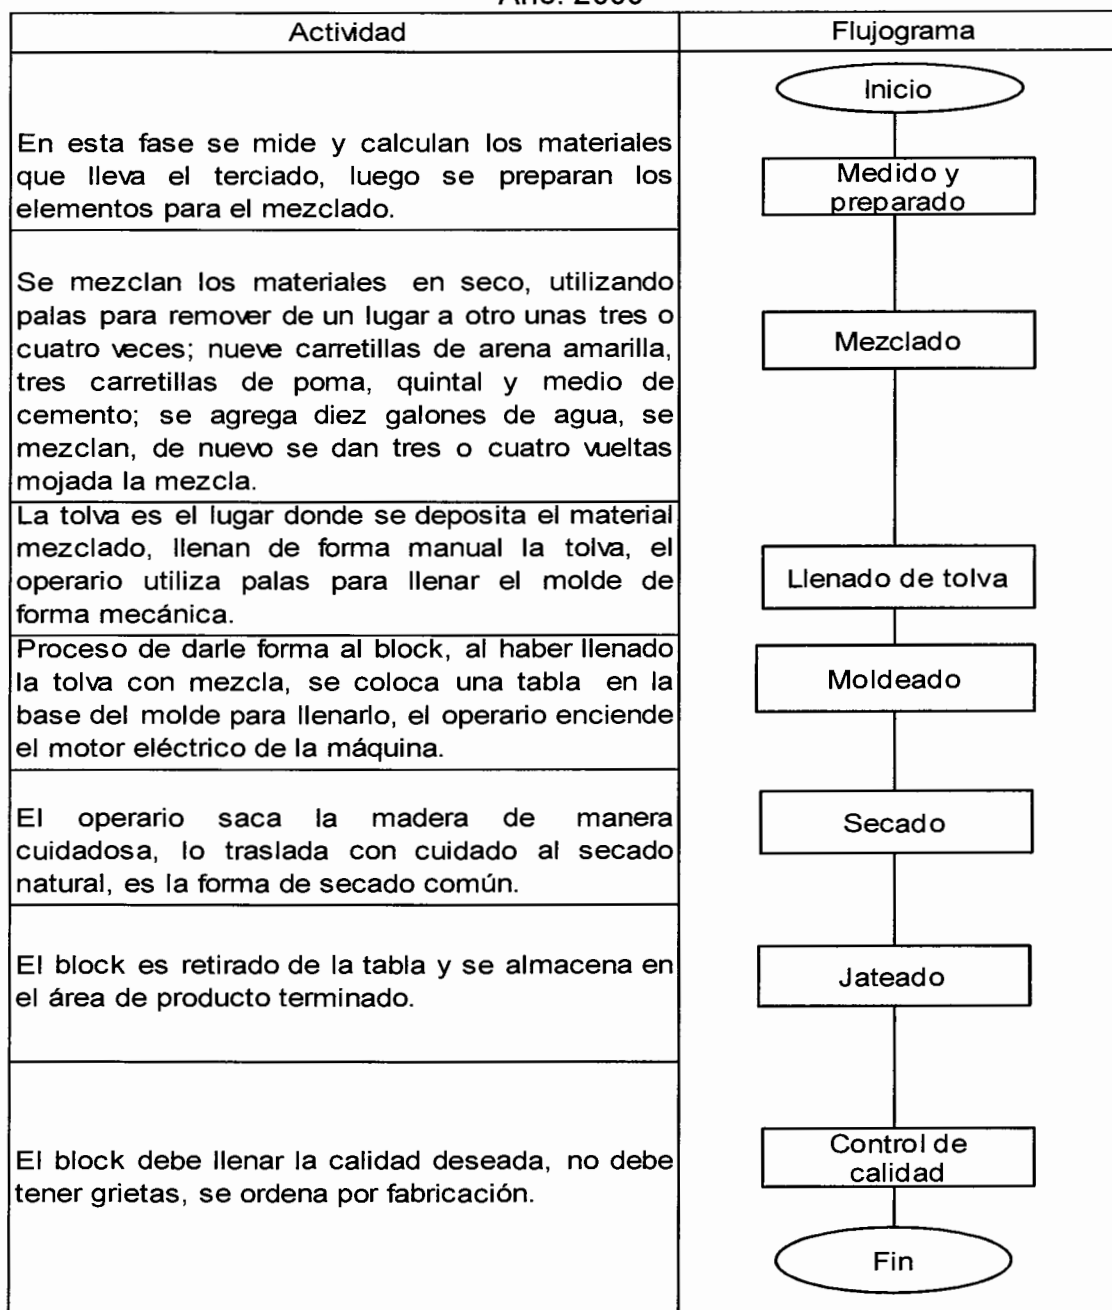 Actividad
Flujograma
Inicio
En esta fase se mide y calculan los materiales
que lleva el terciado, luego se preparan los
elementos para el mezclado.
Medido y
preparado
Se mezclan los materiales en seco, utilizando
palas para remover de un lugar a otro unas tres o
cuatro veces; nueve carretillas de arena amarilla,
tres carretillas de poma, quintal y medio de
cemento; se agrega diez galones de agua, se
mezclan, de nuevo se dan tres o cuatro vueltas
mojada la mezcla.
Mezclado
La tolva es el lugar donde se deposita el material
mezclado, llenan de forma manual la tolva, el
operario utiliza palas para llenar el molde de
forma mecánica.
Llenado de tolva
Proceso de darle forma al block, al haber llenado
la tolva con mezcla, se coloca una tabla en la
base del molde para llenarlo, el operario enciende
el motor eléctrico de la máquina.
Moldeado
El operario saca la madera de manera
cuidadosa, lo traslada con cuidado al secado
natural, es la forma de secado común.
Secado
El block es retirado de la tabla y se almacena en
el área de producto terminado.
Jateado
El block debe llenar la calidad deseada, no debe
tener grietas, se ordena por fabricación.
Control de
calidad
Fin